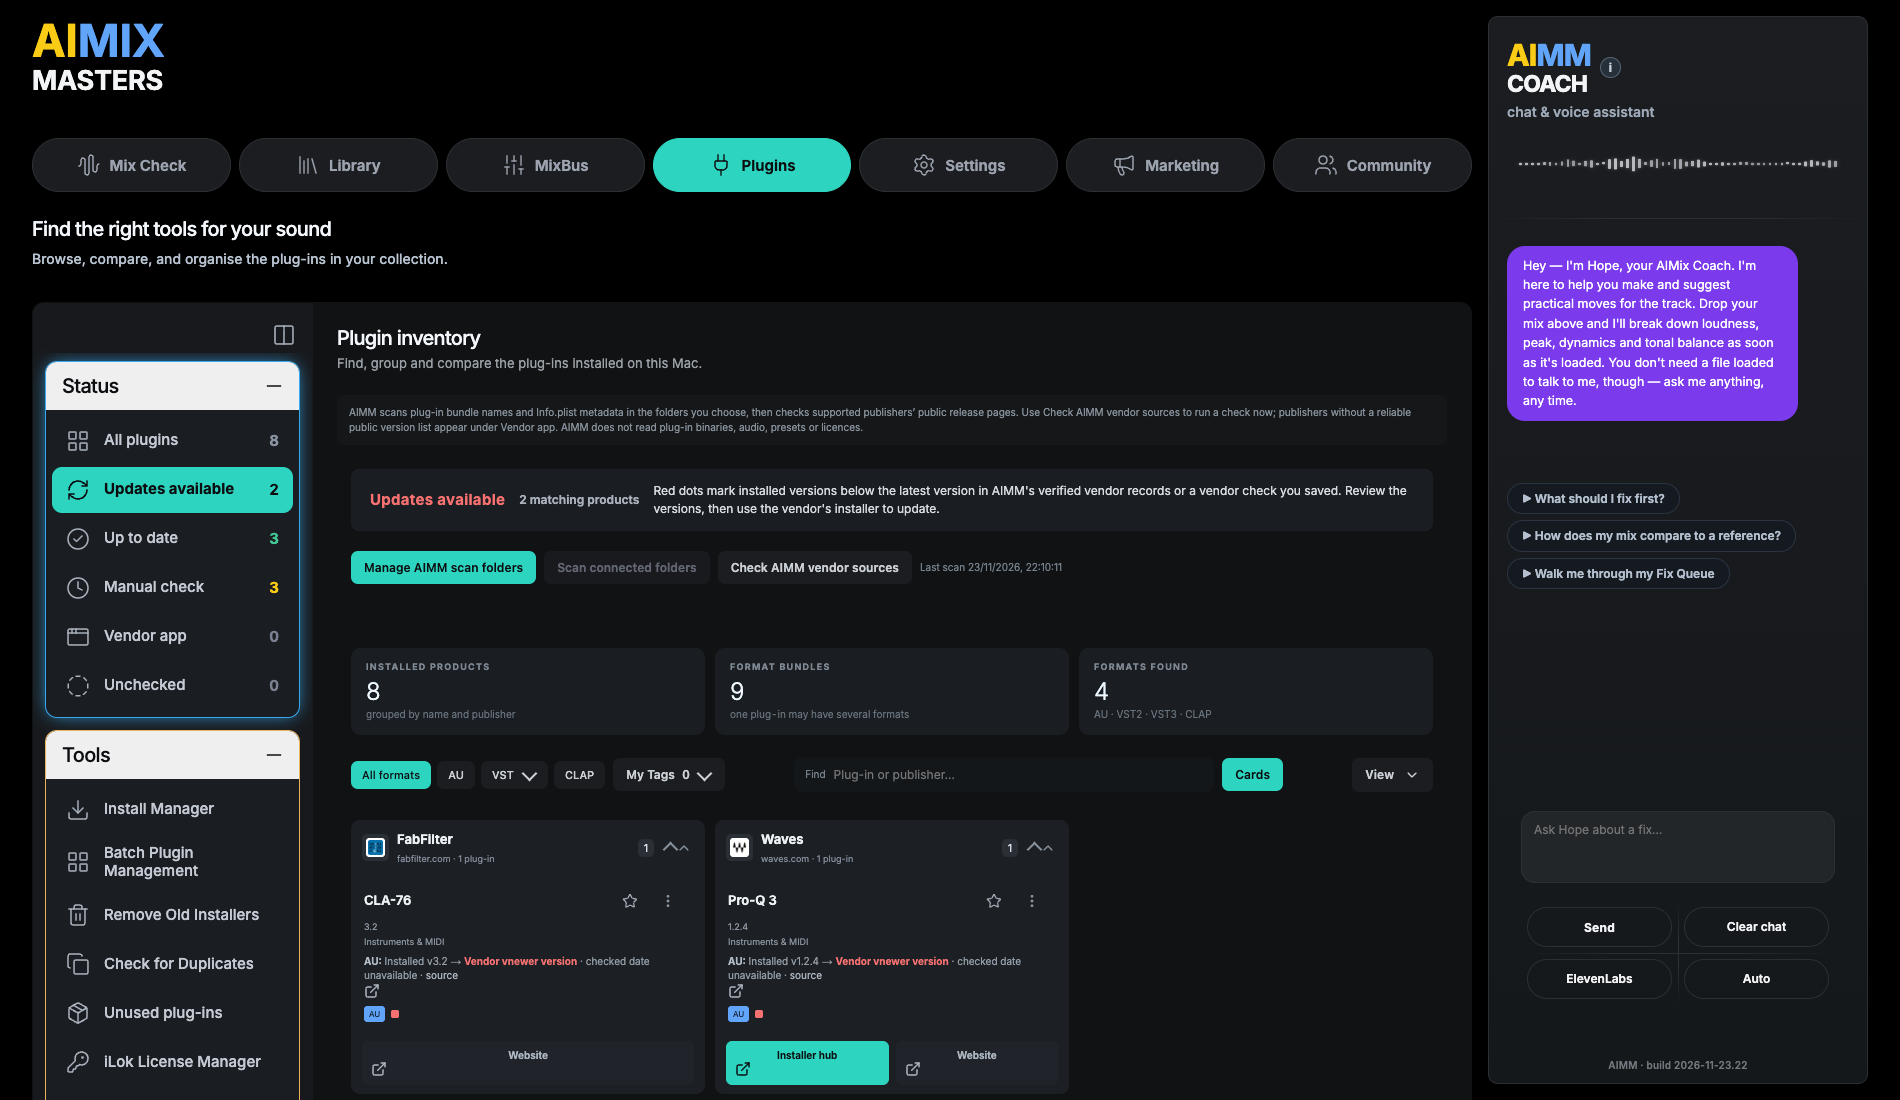 AIMIX
MASTERS
Mix Check
Library
MixBus
Plugins
Settings
Marketing
Community
Find the right tools for your sound
Browse, compare, and organise the plug-ins in your collection.
Status
All plugins 8
Updates available 2
Up to date 3
Manual check 3
Vendor app 0
Unchecked 0
Tools
Install Manager
Batch Plugin
Management
Remove Old Installers
Check for Duplicates
Unused plug-ins
iLok License Manager
Plugin inventory
Find, group and compare the plug-ins installed on this Mac.
AIMM scans plug-in bundle names and Info.plist metadata in the folders you choose, then checks supported publishers' public release pages. Use Check AIMM vendor sources to run a check now; publishers without a reliable
public version list appear under Vendor app. AIMM does not read plug-in binaries, audio, presets or licences.
Updates available 2 matching products
Red dots mark installed versions below the latest version in AIMM's verified vendor records or a vendor check you saved. Review the
versions, then use the vendor's installer to update.
Manage AIMM scan folders
Scan connected folders
Check AIMM vendor sources
Last scan 23/11/2026, 22:10:11
INSTALLED PRODUCTS
8
grouped by name and publisher
FORMAT BUNDLES
9
one plug-in may have several formats
FORMATS FOUND
4
AU · VST2 · VST3 · CLAP
All formats
AU
VST
CLAP
My Tags 0
Find Plug-in or publisher...
Cards
View
FabFilter
fabfilter.com · 1 plug-in
1
CLA-76
3.2
Instruments & MIDI
AU: Installed v3.2 → Vendor vnewer version · checked date
unavailable · source
AU
Website
Waves
waves.com · 1 plug-in
1
Pro-Q 3
1.2.4
Instruments & MIDI
AU: Installed v1.2.4 → Vendor vnewer version · checked date
unavailable · source
AU
Installer hub
Website
AIMM
COACH
i
chat & voice assistant
Hey — I'm Hope, your AIMix Coach. I'm
here to help you make and suggest
practical moves for the track. Drop your
mix above and I'll break down loudness,
peak, dynamics and tonal balance as soon
as it's loaded. You don't need a file loaded
to talk to me, though — ask me anything,
any time.
What should I fix first?
How does my mix compare to a reference?
Walk me through my Fix Queue
Ask Hope about a fix...
Send
Clear chat
ElevenLabs
Auto
AIMM · build 2026-11-23.22